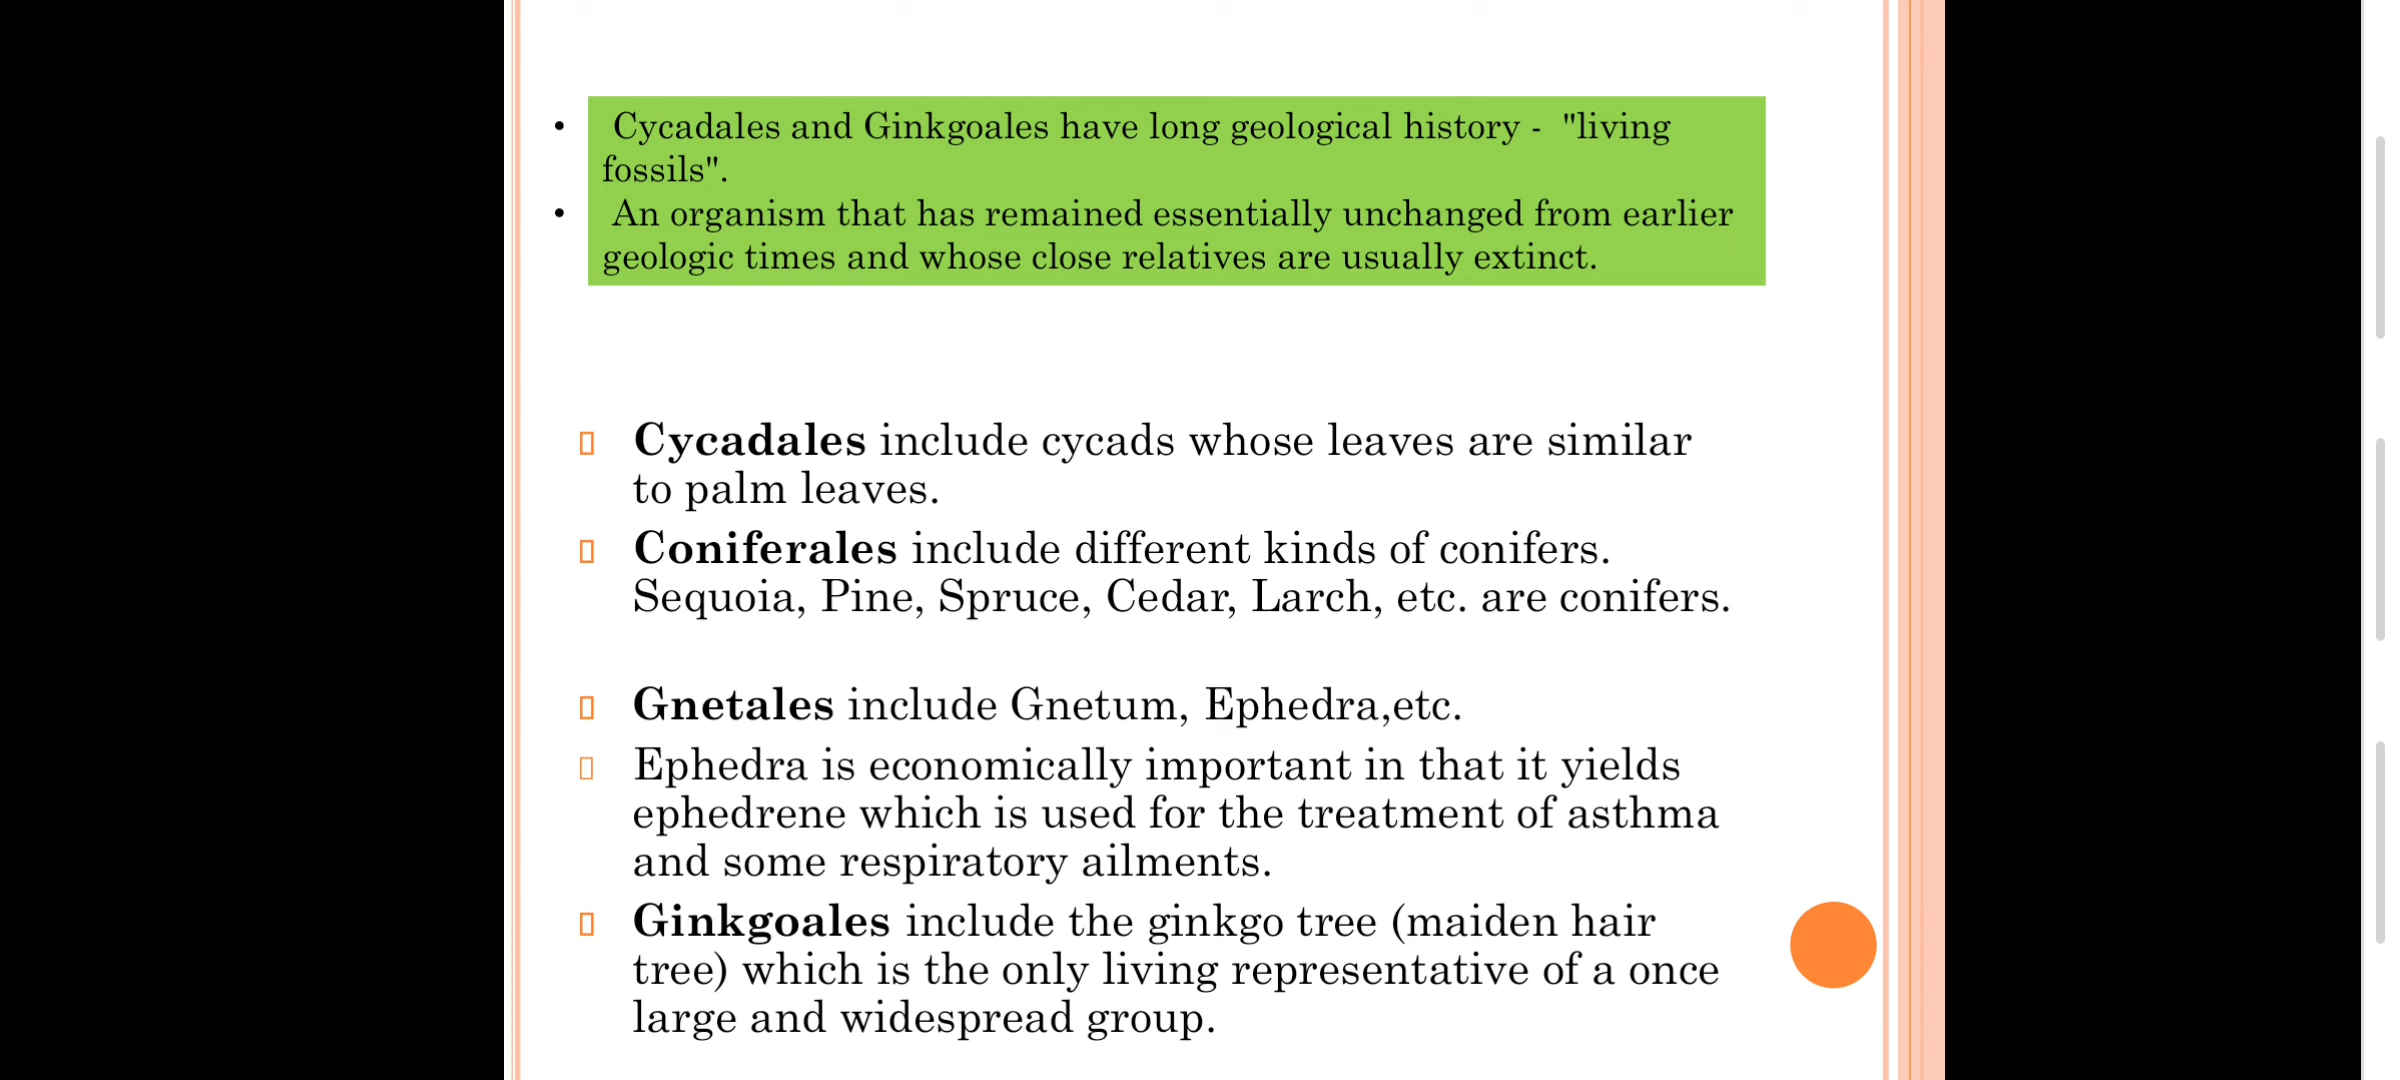 • Cycadales and Ginkgoales have long geological history - "living
fossils".
• An organism that has remained essentially unchanged from earlier
geologic times and whose close relatives are usually extinct.
Cycadales include cycads whose leaves are similar
to palm leaves.
Coniferales include different kinds of conifers.
Sequoia, Pine, Spruce, Cedar, Larch, etc. are conifers.
Gnetales include Gnetum, Ephedra,etc.
Ephedra is economically important in that it yields
ephedrene which is used for the treatment of asthma
and some respiratory ailments.
Ginkgoales include the ginkgo tree (maiden hair
tree) which is the only living representative of a once
large and widespread group.